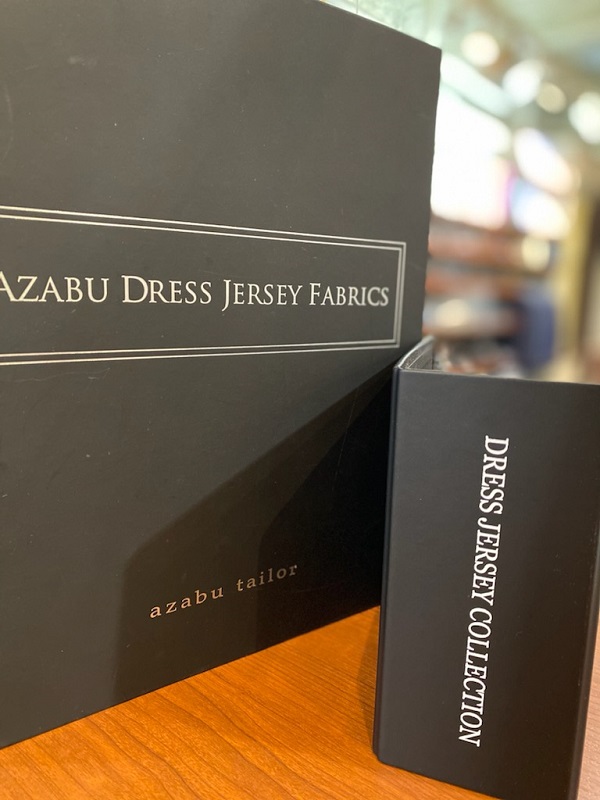 AZABU DRESS JERSEY FABRICS
azabu tailor
DRESS JERSEY COLLECTION